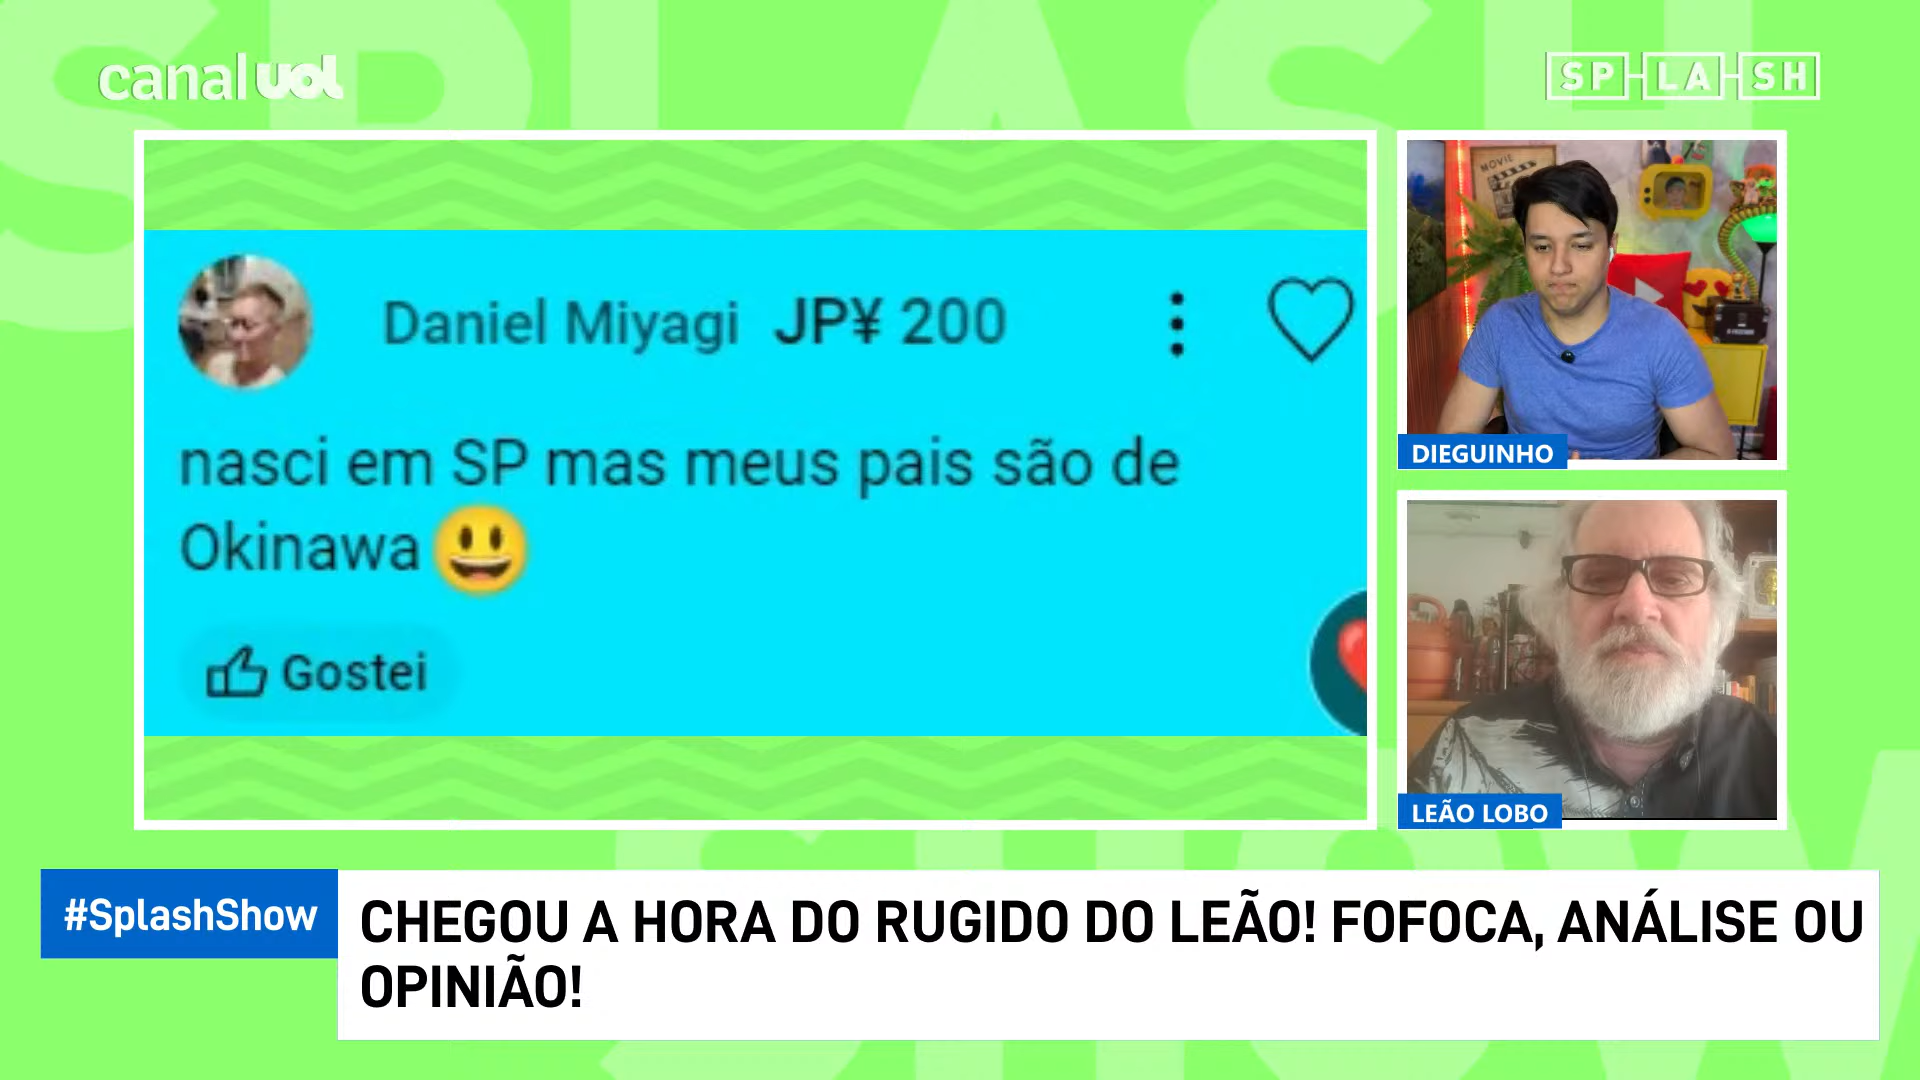 canal uol
SPLASH
Daniel Miyagi JP¥ 200
nasci em SP mas meus pais são de
Okinawa 😃
Gostei
MOVIE
DIEGUINHO
LEÃO LOBO
#SplashShow
CHEGOU A HORA DO RUGIDO DO LEÃO! FOFOCA, ANÁLISE OU
OPINIÃO!